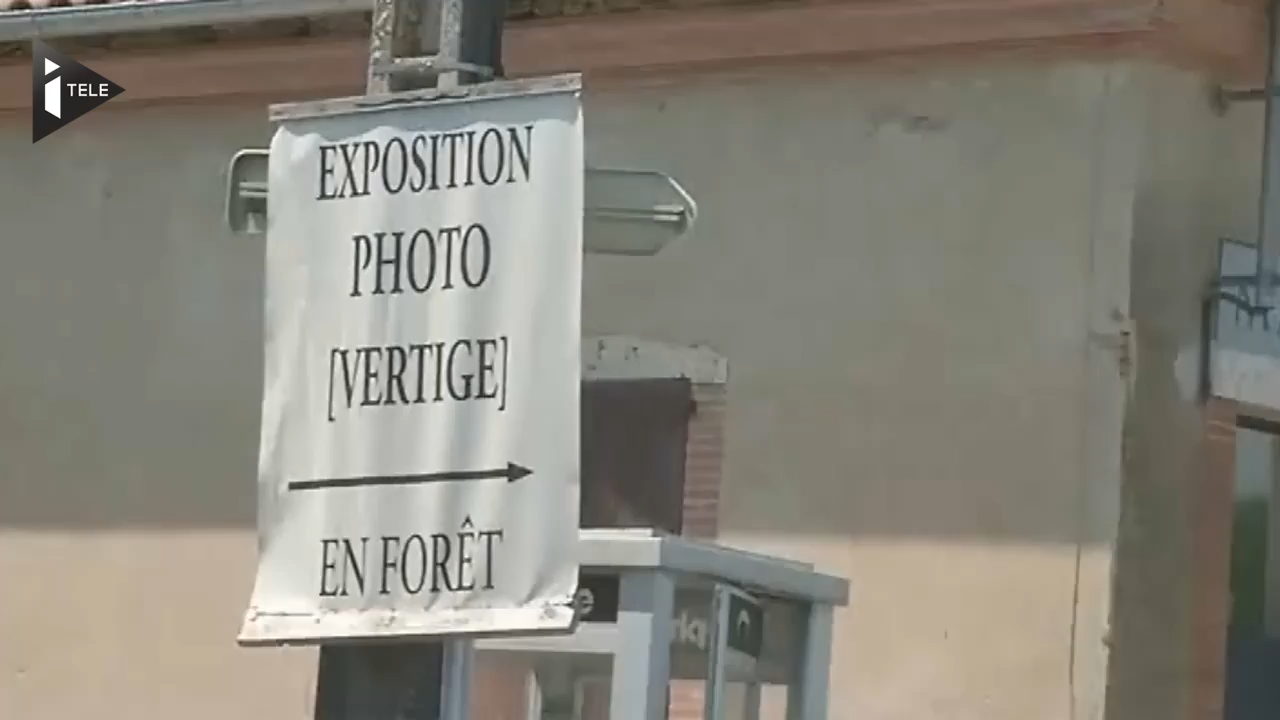 i TELE
EXPOSITION
PHOTO
[VERTIGE]
EN FORÊT